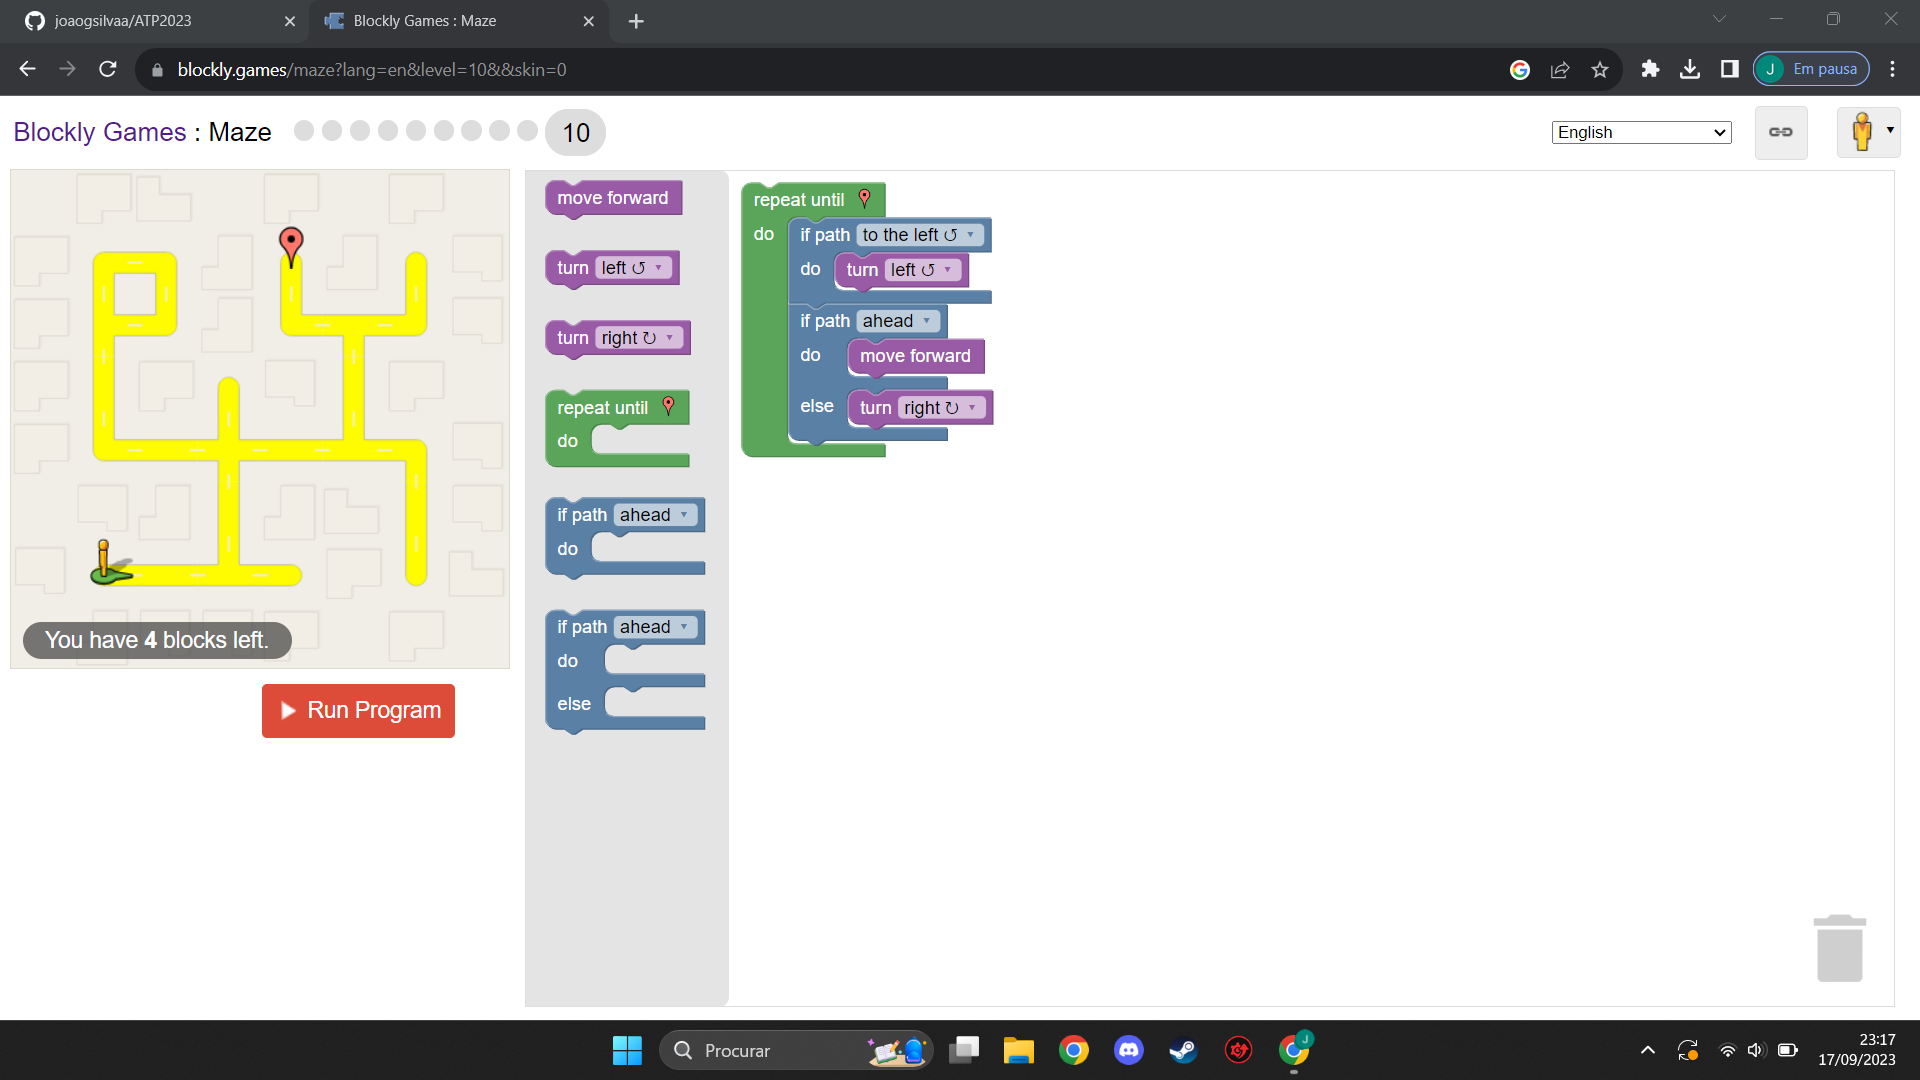 joaogsilvaa/ATP2023
Blockly Games : Maze
blockly.games/maze?lang=en&level=10&&skin=0
J Em pausa
Blockly Games : Maze 10
English
move forward
turn left ↺
turn right ↻
repeat until
do
if path ahead
do
if path ahead
do
else
repeat until
do if path to the left ↺
do turn left ↺
if path ahead
do move forward
else turn right ↻
You have 4 blocks left.
Run Program
Procurar
J
23:17
17/09/2023